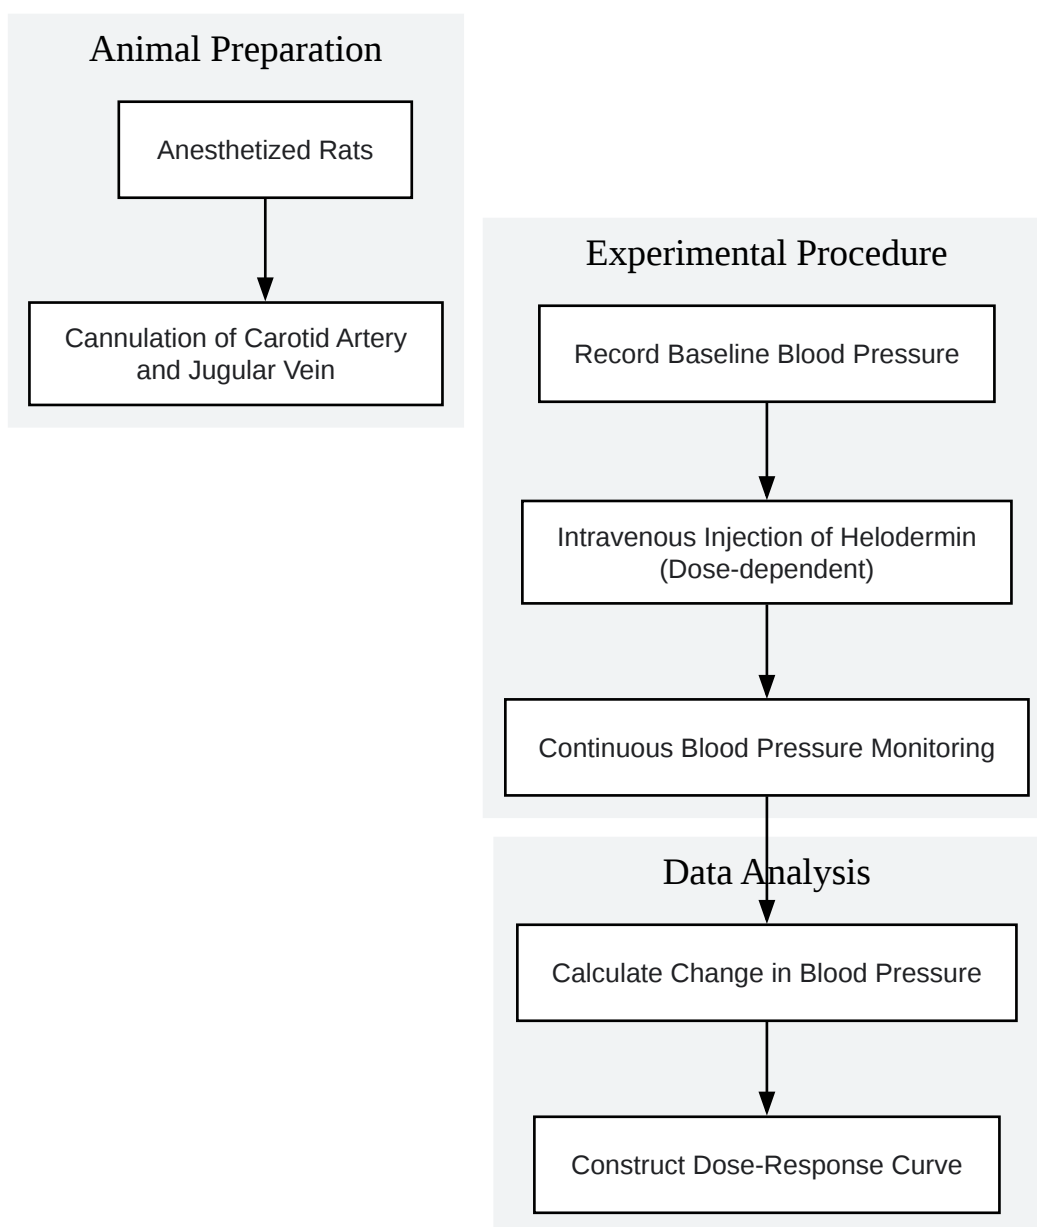 Animal Preparation
Anesthetized Rats
Cannulation of Carotid Artery
and Jugular Vein
Experimental Procedure
Record Baseline Blood Pressure
Intravenous Injection of Helodermin
(Dose-dependent)
Continuous Blood Pressure Monitoring
Data Analysis
Calculate Change in Blood Pressure
Construct Dose-Response Curve